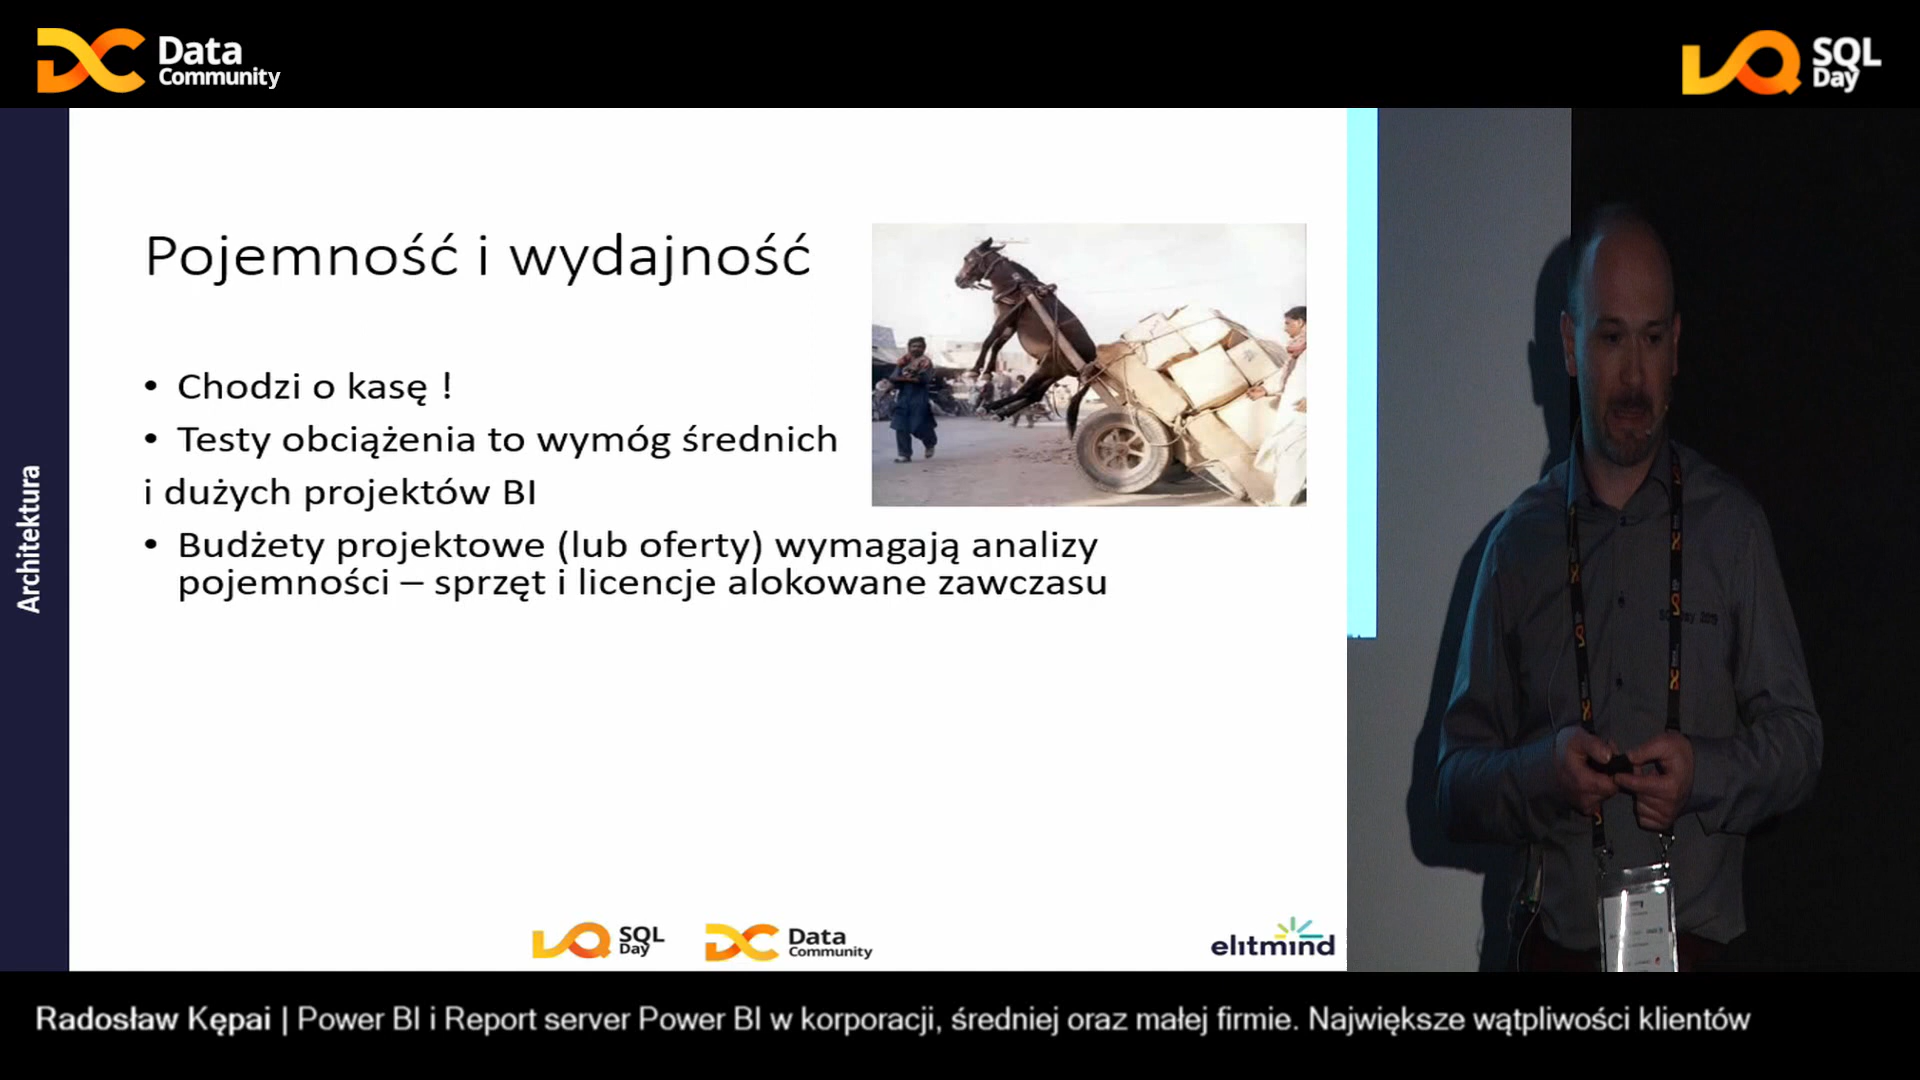 Data
Community
SQL
Day
Architektura
Pojemność i wydajność
• Chodzi o kasę !
• Testy obciążenia to wymóg średnich
i dużych projektów BI
• Budżety projektowe (lub oferty) wymagają analizy
pojemności – sprzęt i licencje alokowane zawczasu
SQL
Day
Data
Community
elitmind
Radosław Kępai | Power BI i Report server Power BI w korporacji, średniej oraz małej firmie. Największe wątpliwości klientów